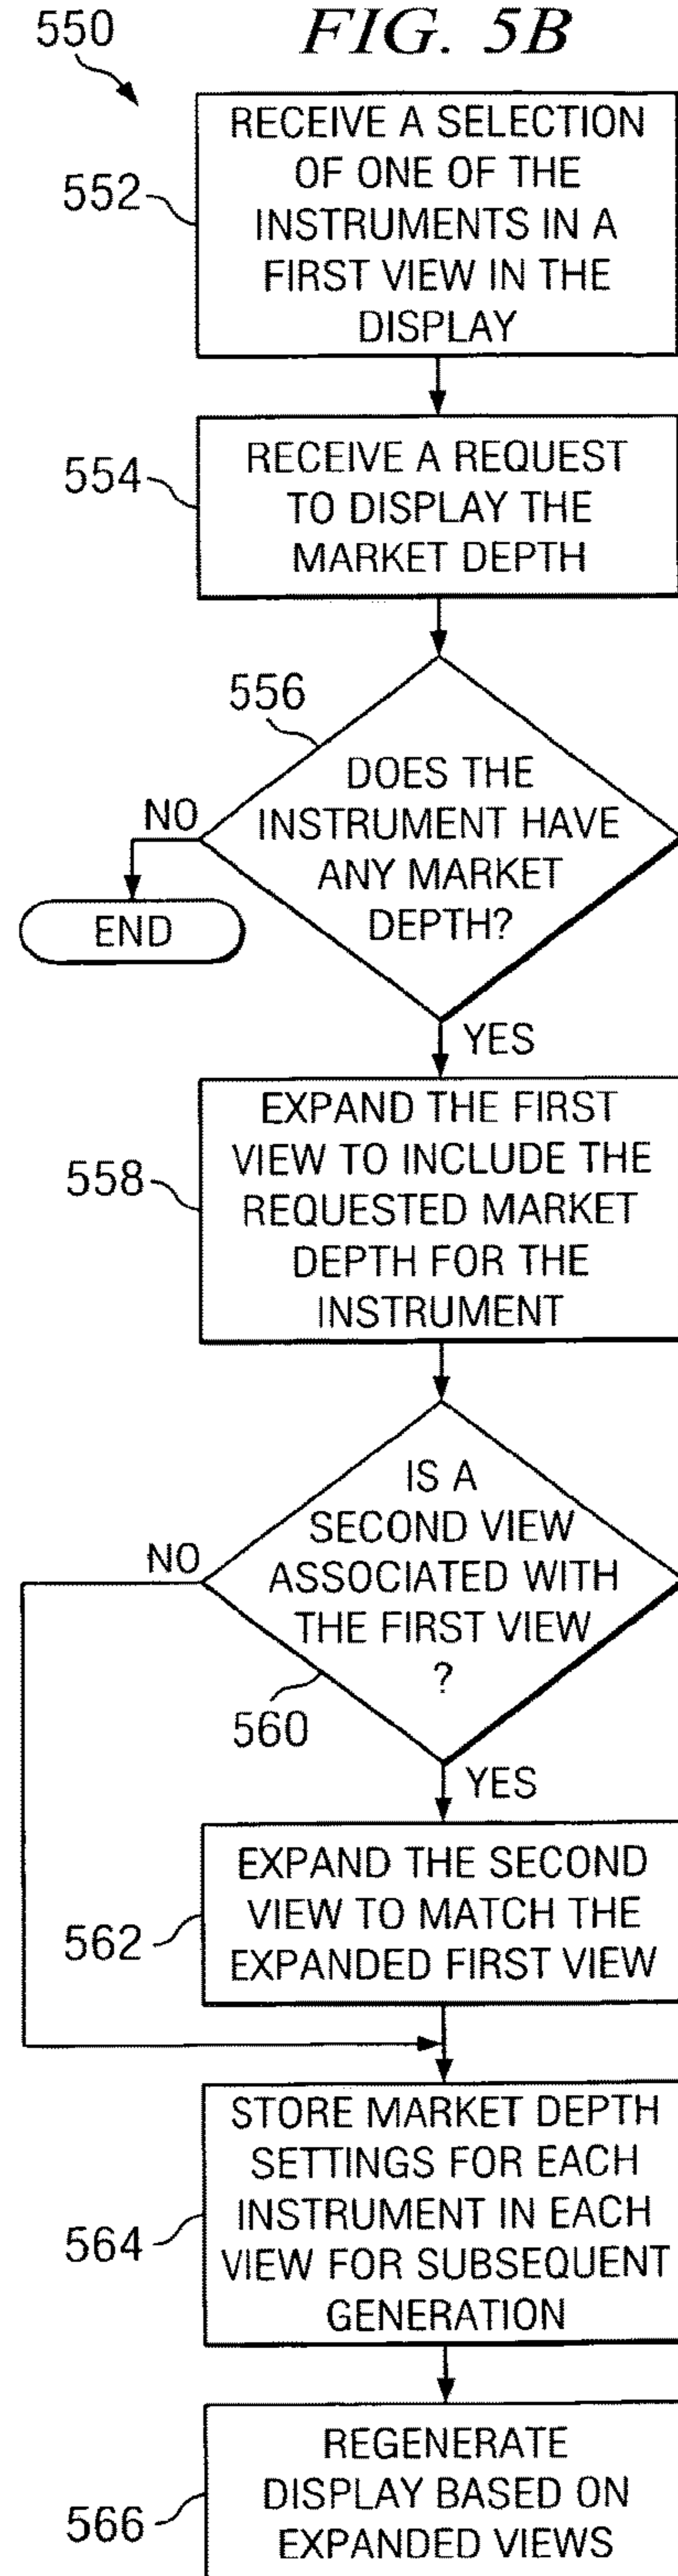 550
FIG. 5B
RECEIVE A SELECTION
OF ONE OF THE
INSTRUMENTS IN A
FIRST VIEW IN THE
DISPLAY
552
RECEIVE A REQUEST
TO DISPLAY THE
MARKET DEPTH
554
556
DOES THE
INSTRUMENT HAVE
ANY MARKET
DEPTH?
NO
END
YES
EXPAND THE FIRST
VIEW TO INCLUDE THE
REQUESTED MARKET
DEPTH FOR THE
INSTRUMENT
558
IS A
SECOND VIEW
ASSOCIATED WITH
THE FIRST VIEW
?
NO
560
YES
EXPAND THE SECOND
VIEW TO MATCH THE
EXPANDED FIRST VIEW
562
STORE MARKET DEPTH
SETTINGS FOR EACH
INSTRUMENT IN EACH
VIEW FOR SUBSEQUENT
GENERATION
564
REGENERATE
DISPLAY BASED ON
EXPANDED VIEWS
566